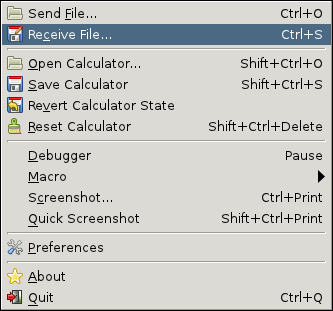 Send File... Ctrl+O
Receive File... Ctrl+S
Open Calculator... Shift+Ctrl+O
Save Calculator Shift+Ctrl+S
Revert Calculator State
Reset Calculator Shift+Ctrl+Delete
Debugger Pause
Macro
Screenshot... Ctrl+Print
Quick Screenshot Shift+Ctrl+Print
Preferences
About
Quit Ctrl+Q